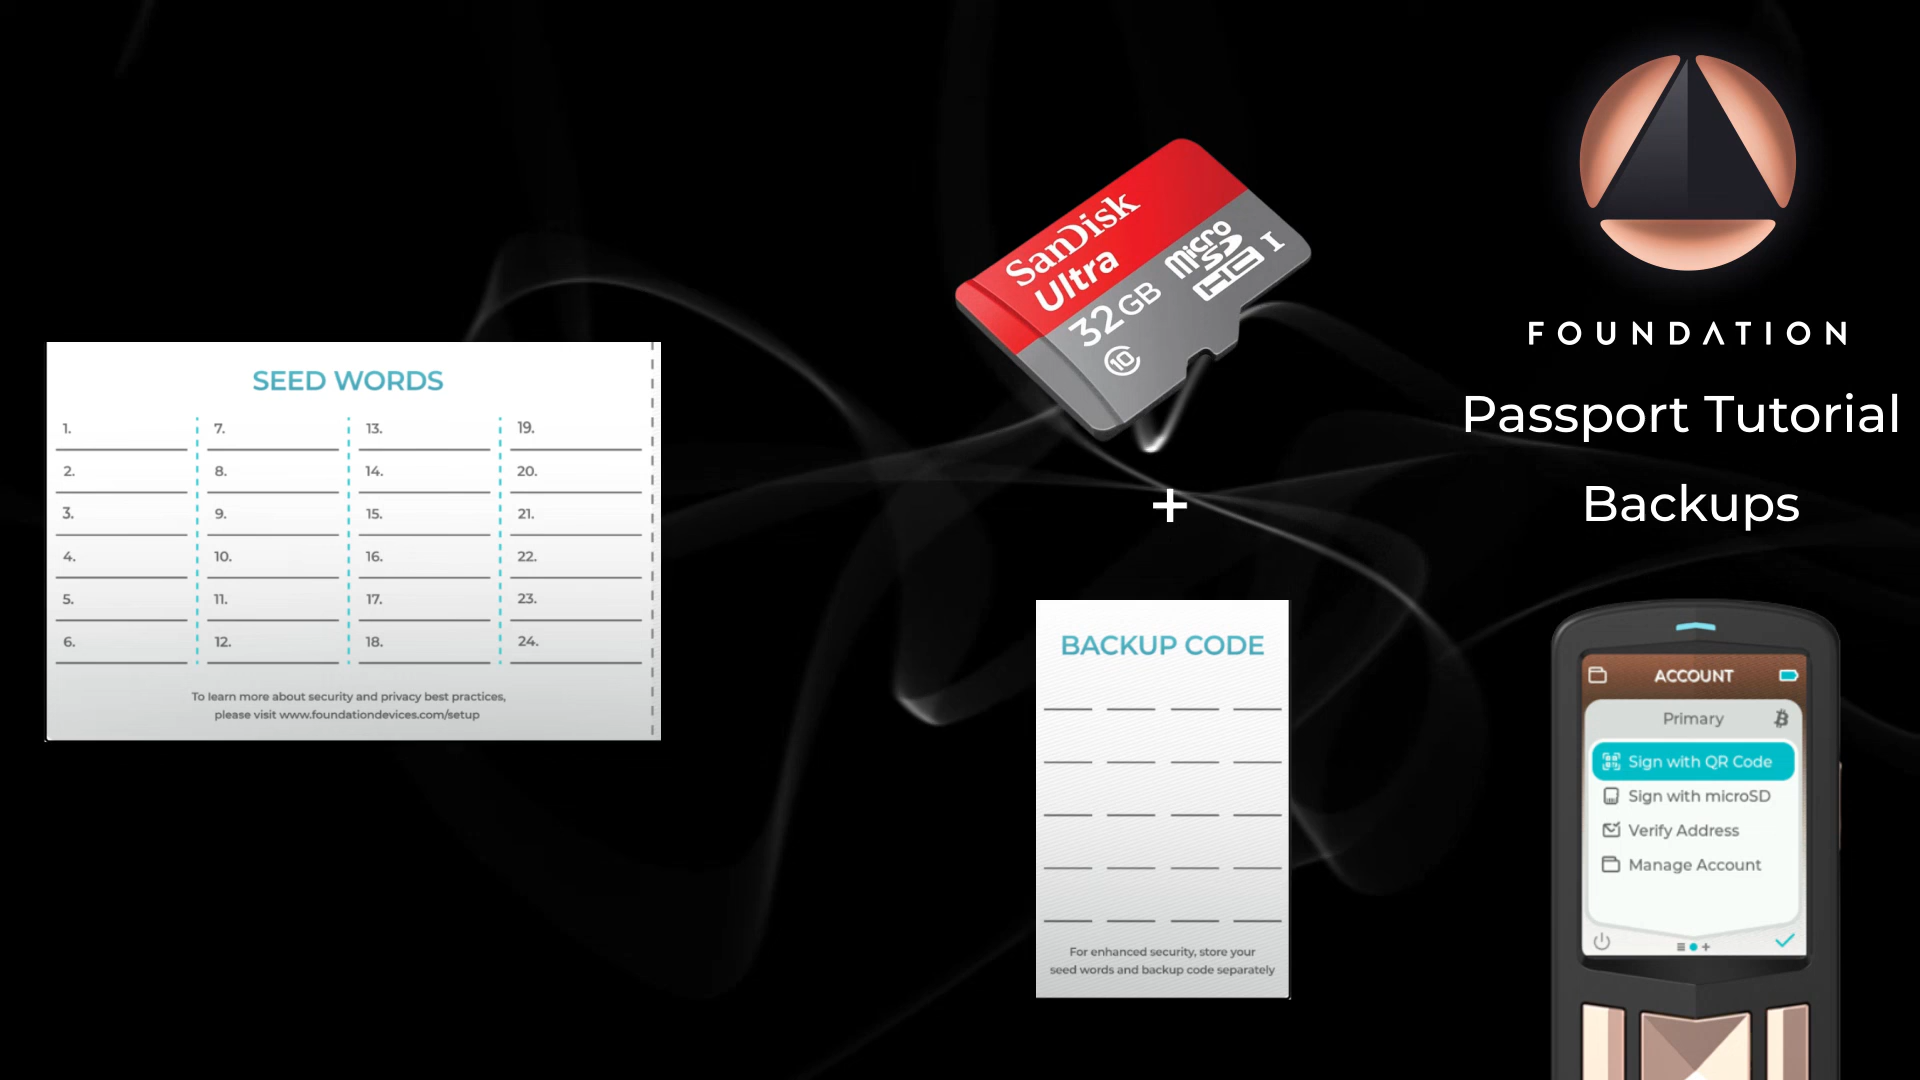 SEED WORDS
1.
2.
3.
4.
5.
6.
7.
8.
9.
10.
11.
12.
13.
14.
15.
16.
17.
18.
19.
20.
21.
22.
23.
24.
To learn more about security and privacy best practices,
please visit www.foundationdevices.com/setup
SanDisk
Ultra
32GB
10
micro
SD
HC I
+
BACKUP CODE
For enhanced security, store your
seed words and backup code separately
FOUNDATION
Passport Tutorial
Backups
ACCOUNT
Primary
Sign with QR Code
Sign with microSD
Verify Address
Manage Account